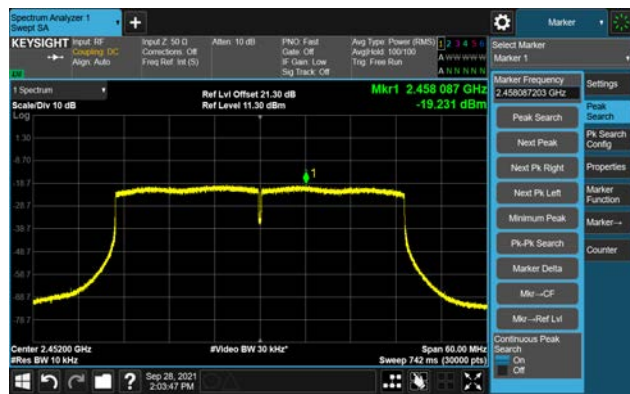 Spectrum Analyzer 1
Swept SA
Marker
KEYSIGHT
Input: RF
Coupling: DC
Align: Auto
Input Z: 50 Ω
Corrections: Off
Freq Ref: Int (S)
Atten: 10 dB
PNO: Fast
Gate: Off
IF Gain: Low
Sig Track: Off
Avg Type: Power (RMS)
Avg|Hold: 100/100
Trig: Free Run
1 2 3 4 5 6
A W W W W W
A N N N N N
Select Marker
Marker 1
1 Spectrum
Scale/Div 10 dB
Log
Ref Lvl Offset 21.30 dB
Ref Level 11.30 dBm
Mkr1 2.458 087 GHz
-19.231 dBm
1.30
-8.70
-18.7
-28.7
-38.7
-48.7
-58.7
-68.7
-78.7
1
Center 2.45200 GHz
#Res BW 10 kHz
#Video BW 30 kHz*
Span 60.00 MHz
Sweep 742 ms (30000 pts)
Marker Frequency
2.458087203 GHz
Peak Search
Next Peak
Next Pk Right
Next Pk Left
Minimum Peak
Pk-Pk Search
Marker Delta
Mkr→CF
Mkr→Ref Lvl
Continuous Peak
Search
On
Off
Settings
Peak
Search
Pk Search
Config
Properties
Marker
Function
Marker→
Counter
?
Sep 28, 2021
2:03:47 PM